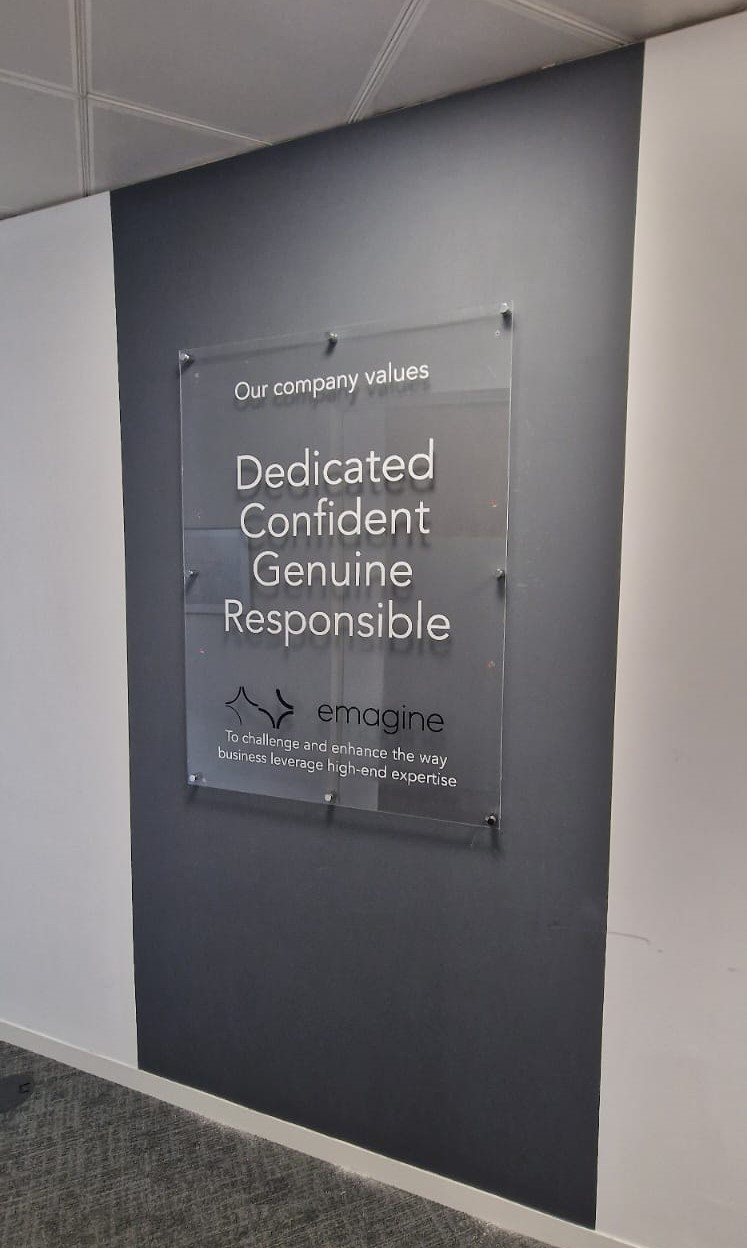 Our company values
Dedicated
Confident
Genuine
Responsible
emagine
To challenge and enhance the way
business leverage high-end expertise